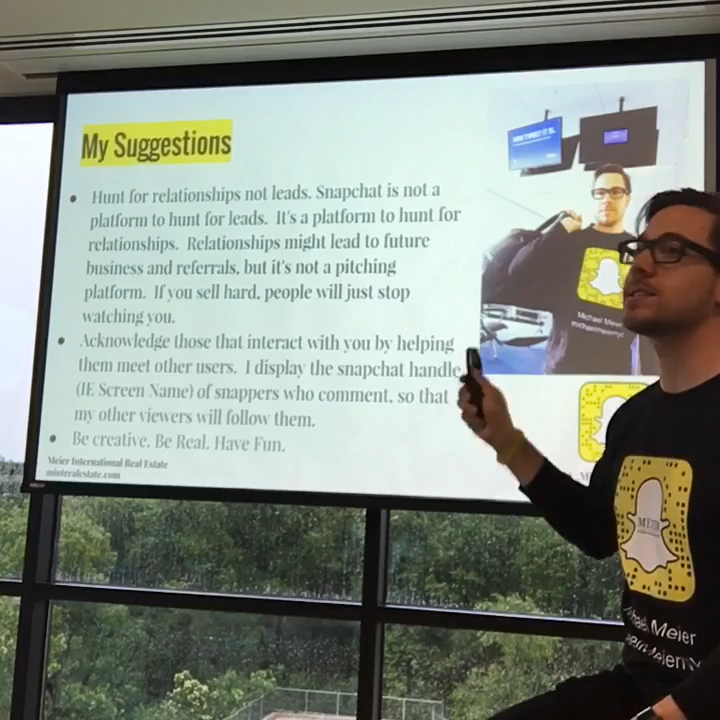 My Suggestions
Hunt for relationships not leads. Snapchat is not a
platform to hunt for leads. It's a platform to hunt for
relationships. Relationships might lead to future
business and referrals, but it's not a pitching
platform. If you sell hard, people will just stop
watching you.
Acknowledge those that interact with you by helping
them meet other users. I display the snapchat handle
(IE Screen Name) of snappers who comment, so that
my other viewers will follow them.
Be creative. Be Real. Have Fun.
Meier International Real Estate
mintrealestate.com
Michael Meier
MEIER
Meier